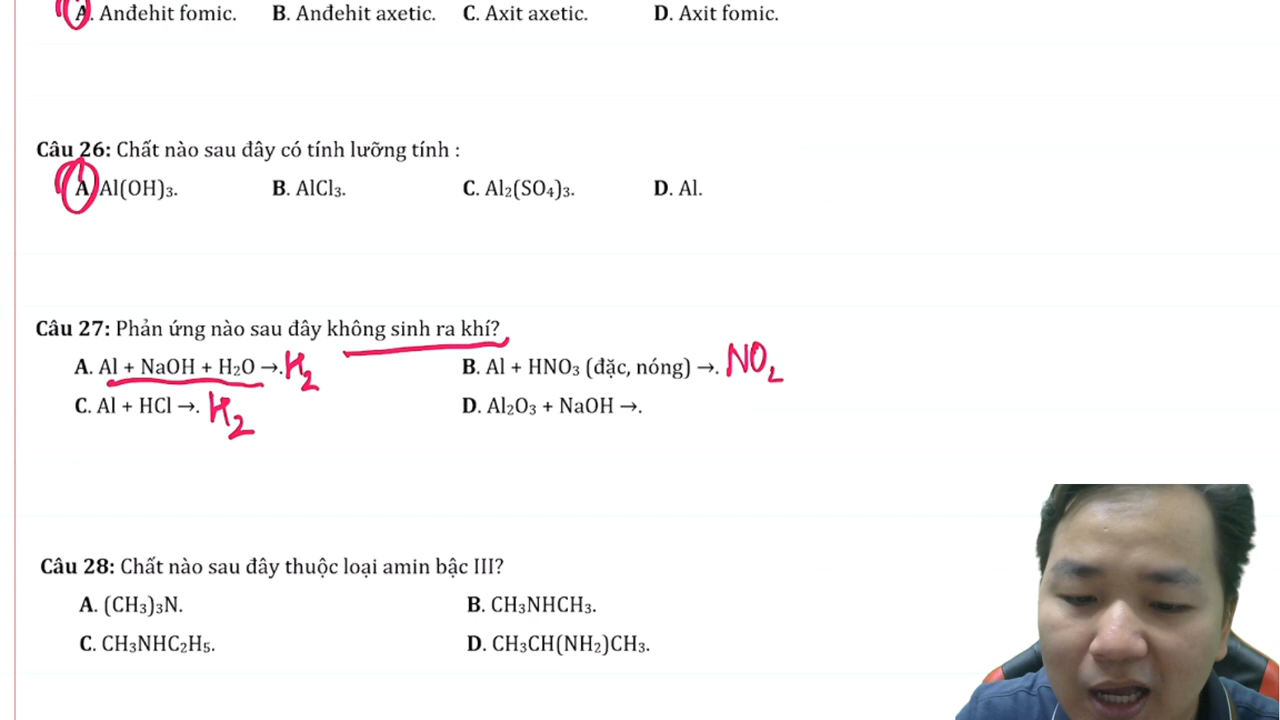 A. Anđehit fomic. B. Anđehit axetic. C. Axit axetic. D. Axit fomic.
Câu 26: Chất nào sau đây có tính lưỡng tính :
A Al(OH)₃. B. AlCl₃. C. Al₂(SO₄)₃. D. Al.
Câu 27: Phản ứng nào sau đây không sinh ra khí?
A. Al + NaOH + H₂O →. H₂ B. Al + HNO₃ (đặc, nóng) →. NO₂
C. Al + HCl →. H₂ D. Al₂O₃ + NaOH →.
Câu 28: Chất nào sau đây thuộc loại amin bậc III?
A. (CH₃)₃N. B. CH₃NHCH₃.
C. CH₃NHC₂H₅. D. CH₃CH(NH₂)CH₃.